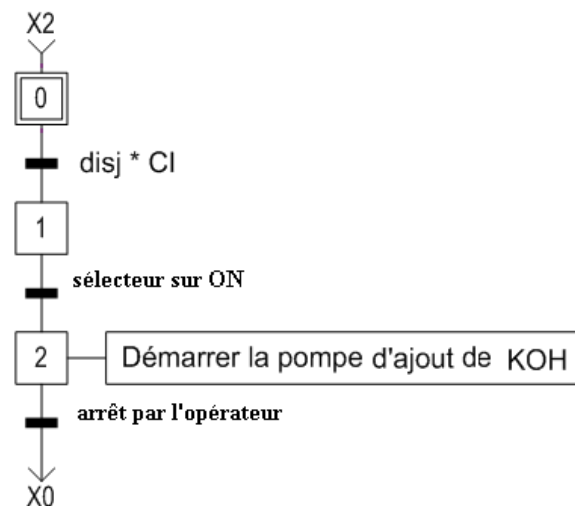 X2
0
disj * CI
1
sélecteur sur ON
2 Démarrer la pompe d'ajout de KOH
arrêt par l'opérateur
X0